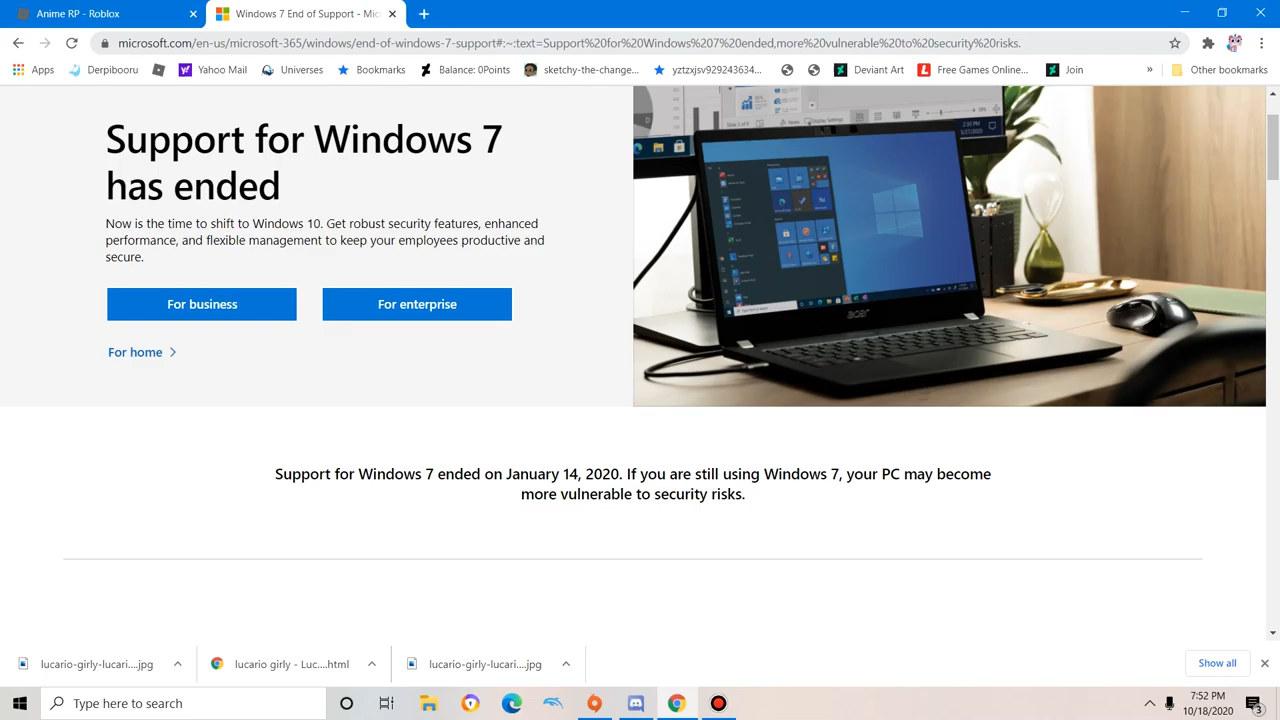 Anime RP - Roblox
Windows 7 End of Support - Mic
microsoft.com/en-us/microsoft-365/windows/end-of-windows-7-support#:~:text=Support%20for%20Windows%207%20ended,more%20vulnerable%20to%20security%20risks.
Apps Derpiboo... Yahoo Mail Universes Bookmarks Balance: 0Points sketchy-the-change... yztzxjsv929243634... Deviant Art Free Games Online... Join » Other bookmarks
Support for Windows 7
has ended
Now is the time to shift to Windows 10. Get robust security features, enhanced
performance, and flexible management to keep your employees productive and
secure.
For business For enterprise
For home
acer
Support for Windows 7 ended on January 14, 2020. If you are still using Windows 7, your PC may become
more vulnerable to security risks.
lucario-girly-lucari....jpg lucario girly - Luc....html lucario-girly-lucari....jpg Show all
Type here to search
7:52 PM
10/18/2020
3